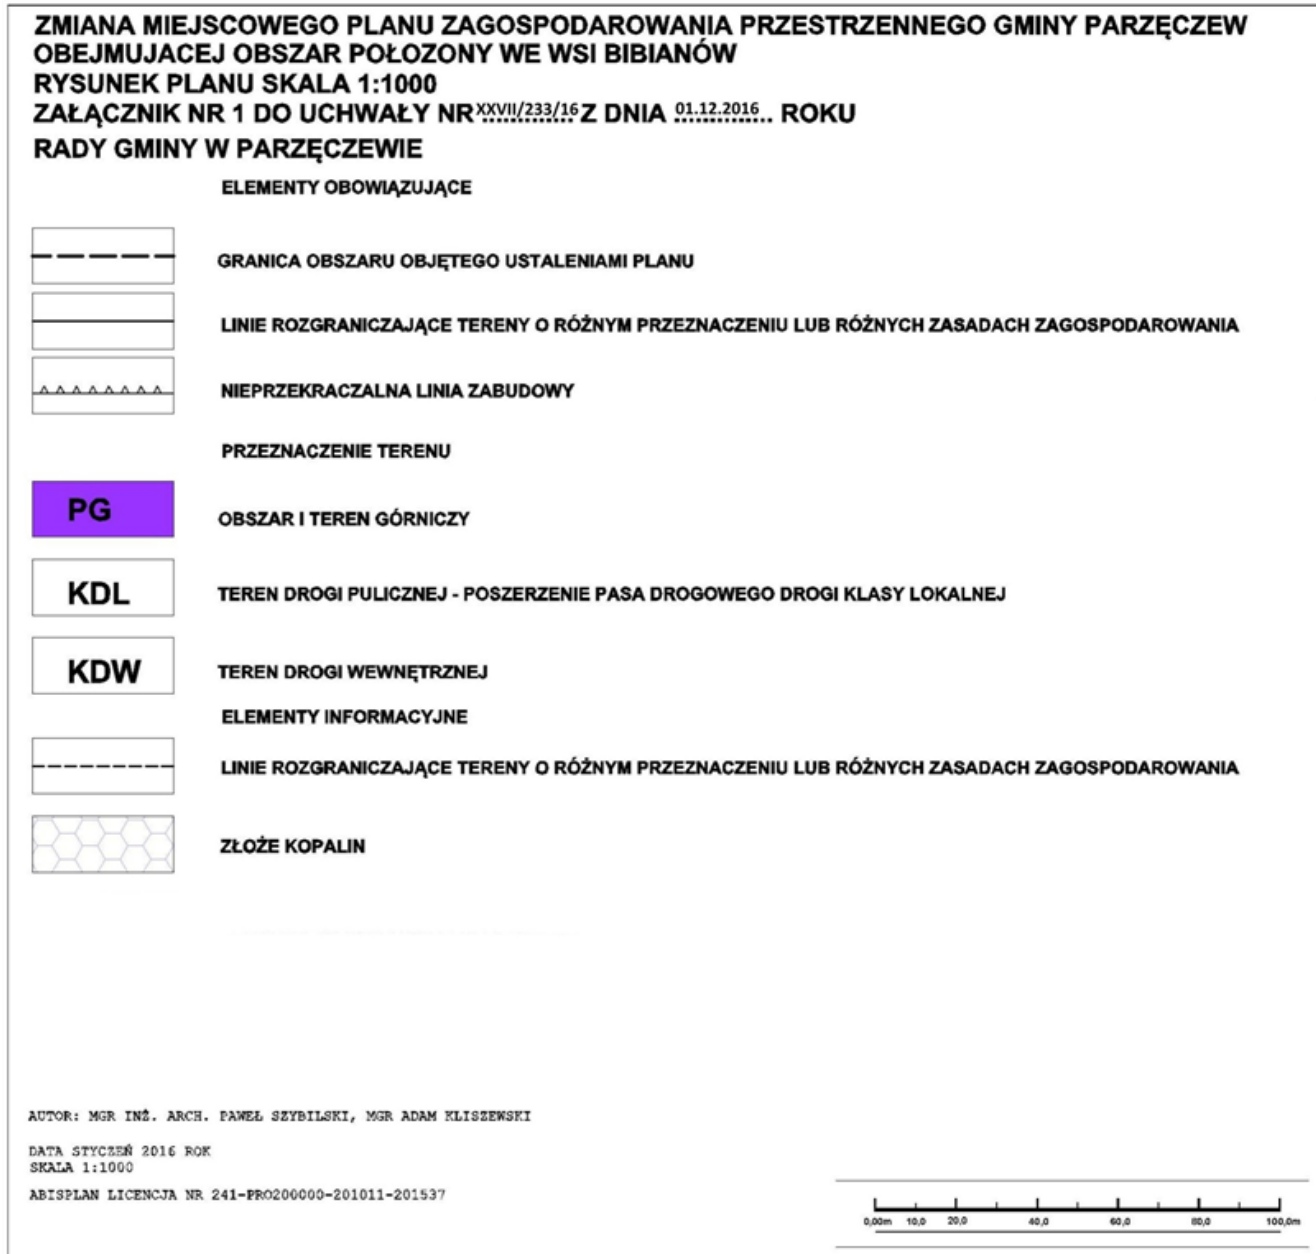 ZMIANA MIEJSCOWEGO PLANU ZAGOSPODAROWANIA PRZESTRZENNEGO GMINY PARZĘCZEW
OBEJMUJACEJ OBSZAR POŁOZONY WE WSI BIBIANÓW
RYSUNEK PLANU SKALA 1:1000
ZAŁĄCZNIK NR 1 DO UCHWAŁY NR XXVII/233/16 Z DNIA 01.12.2016.. ROKU
RADY GMINY W PARZĘCZEWIE
ELEMENTY OBOWIĄZUJĄCE
GRANICA OBSZARU OBJĘTEGO USTALENIAMI PLANU
LINIE ROZGRANICZAJĄCE TERENY O RÓŻNYM PRZEZNACZENIU LUB RÓŻNYCH ZASADACH ZAGOSPODAROWANIA
NIEPRZEKRACZALNA LINIA ZABUDOWY
PRZEZNACZENIE TERENU
PG OBSZAR I TEREN GÓRNICZY
KDL TEREN DROGI PULICZNEJ - POSZERZENIE PASA DROGOWEGO DROGI KLASY LOKALNEJ
KDW TEREN DROGI WEWNĘTRZNEJ
ELEMENTY INFORMACYJNE
LINIE ROZGRANICZAJĄCE TERENY O RÓŻNYM PRZEZNACZENIU LUB RÓŻNYCH ZASADACH ZAGOSPODAROWANIA
ZŁOŻE KOPALIN
AUTOR: MGR INŻ. ARCH. PAWEŁ SZYBILSKI, MGR ADAM KLISZEWSKI
DATA STYCZEŃ 2016 ROK
SKALA 1:1000
ABISPLAN LICENCJA NR 241-PRO200000-201011-201537
0,00m 10,0 20,0 40,0 60,0 80,0 100,0m